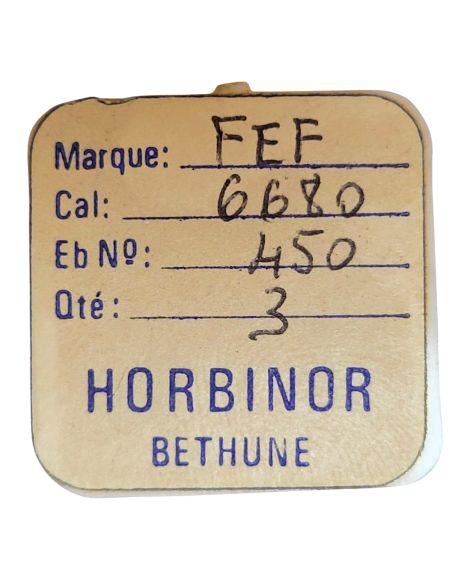 Marque: FEF
Cal: 6680
Eb Nº: 450
Qté: 3
HORBINOR
BETHUNE